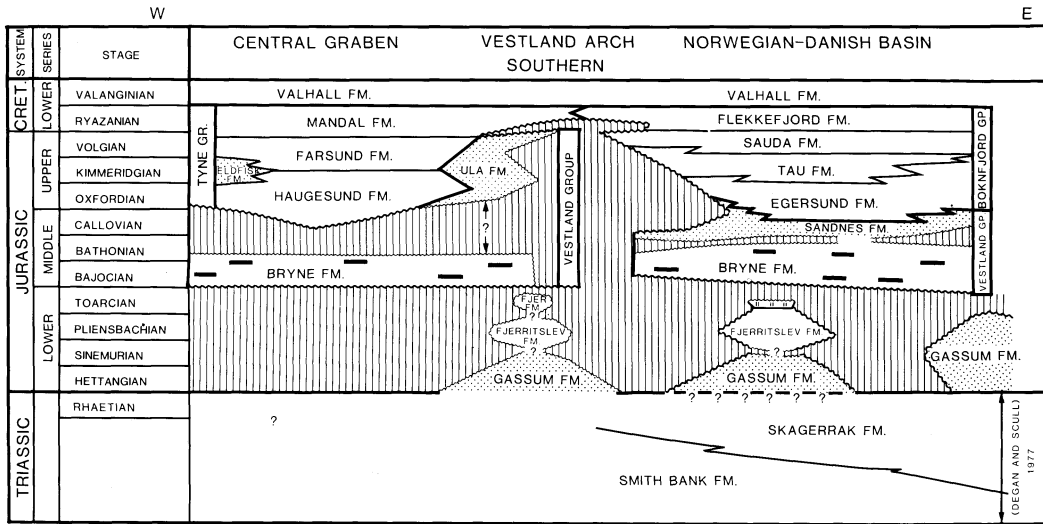 W
E
SYSTEM
SERIES
STAGE
CENTRAL GRABEN
VESTLAND ARCH
SOUTHERN
NORWEGIAN-DANISH BASIN
CRET.
LOWER
VALANGINIAN
VALHALL FM.
VALHALL FM.
RYAZANIAN
MANDAL FM.
FLEKKEFJORD FM.
JURASSIC
UPPER
VOLGIAN
TYNE GR.
FARSUND FM.
SAUDA FM.
BOKNFJORD GP.
KIMMERIDGIAN
ELDFISK
FM.
ULA FM.
TAU FM.
OXFORDIAN
HAUGESUND FM.
EGERSUND FM.
VESTLAND GROUP
MIDDLE
CALLOVIAN
?
SANDNES FM.
VESTLAND GP.
BATHONIAN
BAJOCIAN
BRYNE FM.
BRYNE FM.
LOWER
TOARCIAN
FJER
FM
?
PLIENSBACHIAN
FJERRITSLEV
FM
?
FJERRITSLEV FM
?
SINEMURIAN
GASSUM FM.
HETTANGIAN
GASSUM FM.
GASSUM FM.
? ? ? ? ? ?
TRIASSIC
RHAETIAN
?
SKAGERRAK FM.
SMITH BANK FM.
(DEGAN AND SCULL)
1977